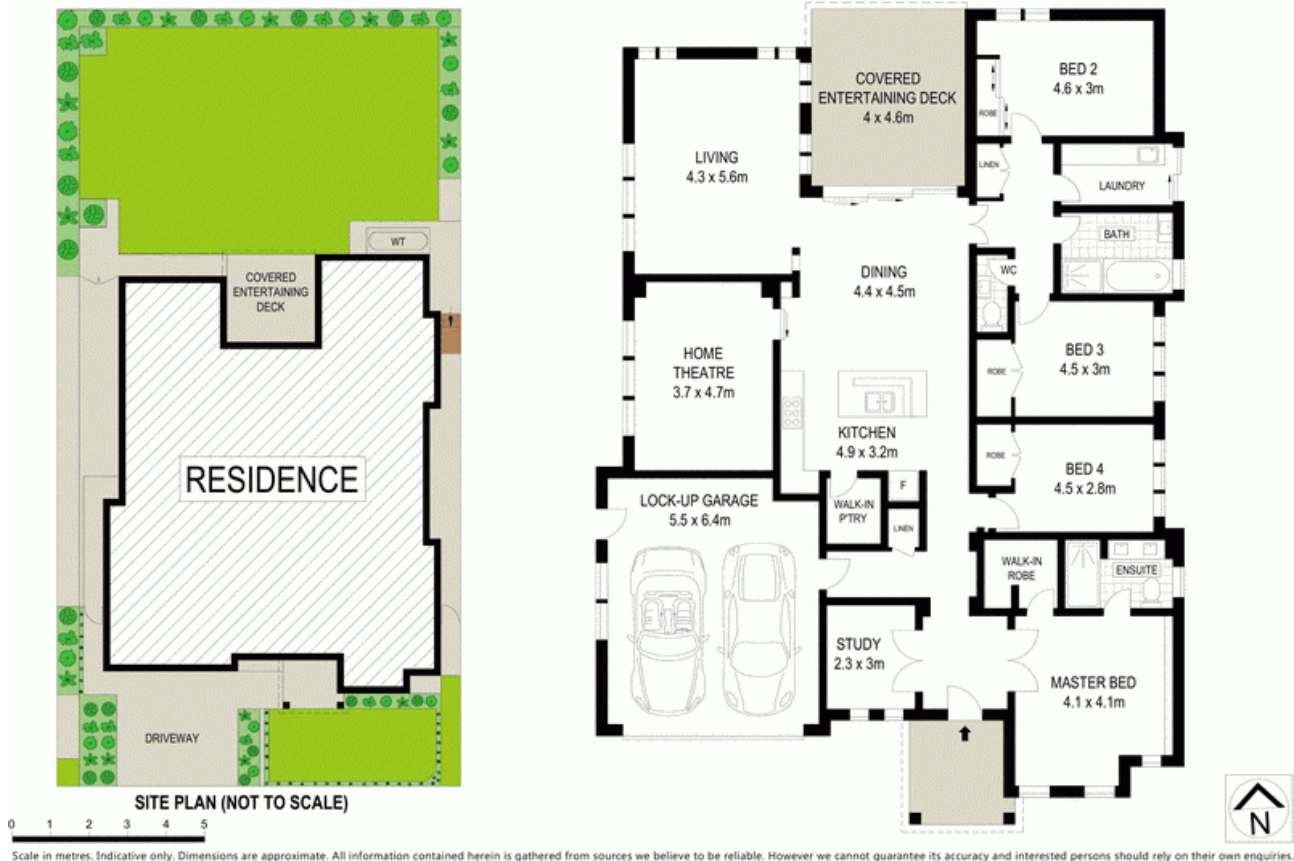 WT
COVERED
ENTERTAINING
DECK
RESIDENCE
DRIVEWAY
SITE PLAN (NOT TO SCALE)
0 1 2 3 4 5
COVERED
ENTERTAINING DECK
4 x 4.6m
BED 2
4.6 x 3m
ROBE
LIVING
4.3 x 5.6m
LINEN
LAUNDRY
BATH
WC
DINING
4.4 x 4.5m
HOME
THEATRE
3.7 x 4.7m
BED 3
4.5 x 3m
ROBE
KITCHEN
4.9 x 3.2m
ROBE
BED 4
4.5 x 2.8m
F
LOCK-UP GARAGE
5.5 x 6.4m
WALK-IN
P'TRY
LINEN
WALK-IN
ROBE
ENSUITE
STUDY
2.3 x 3m
MASTER BED
4.1 x 4.1m
N
Scale in metres. Indicative only. Dimensions are approximate. All information contained herein is gathered from sources we believe to be reliable. However we cannot guarantee its accuracy and interested persons should rely on their own enquiries.